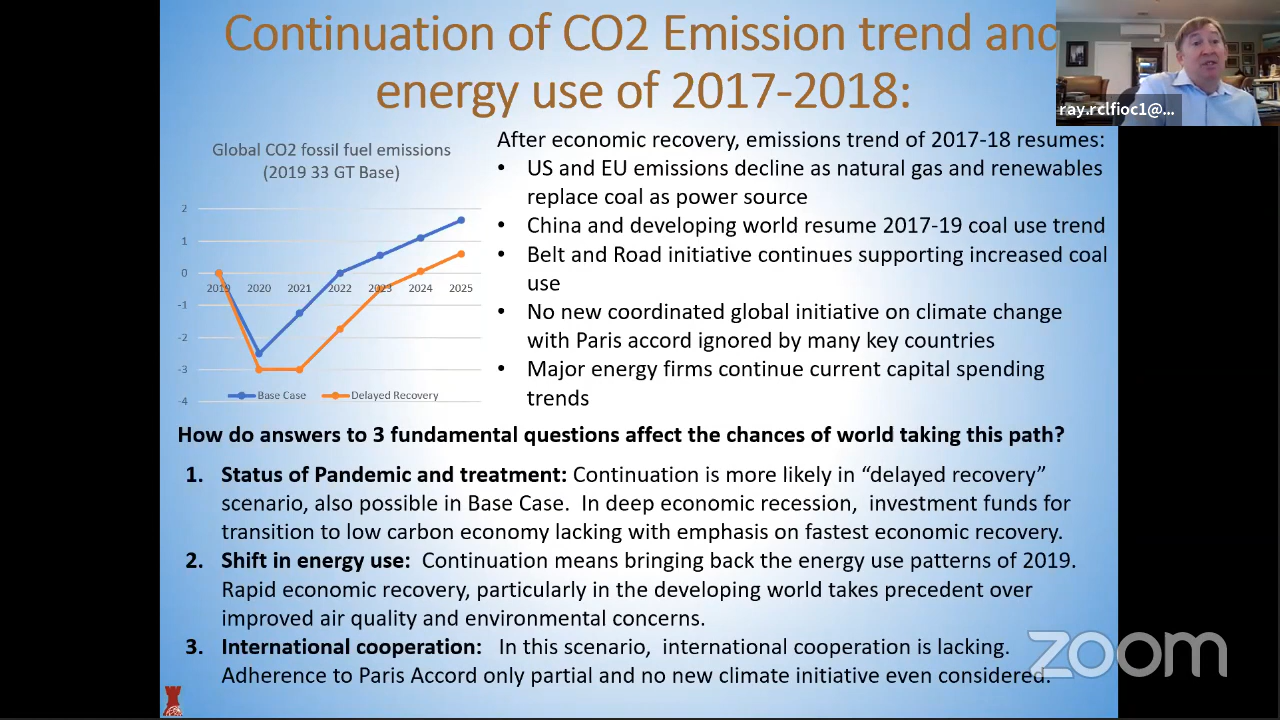 Continuation of CO2 Emission trend and
energy use of 2017-2018:
ray.rclfioc1@...
Global CO2 fossil fuel emissions
(2019 33 GT Base)
2
1
0
-1
-2
-3
-4
2019 2020 2021 2022 2023 2024 2025
Base Case Delayed Recovery
After economic recovery, emissions trend of 2017-18 resumes:
• US and EU emissions decline as natural gas and renewables
replace coal as power source
• China and developing world resume 2017-19 coal use trend
• Belt and Road initiative continues supporting increased coal
use
• No new coordinated global initiative on climate change
with Paris accord ignored by many key countries
• Major energy firms continue current capital spending
trends
How do answers to 3 fundamental questions affect the chances of world taking this path?
1. Status of Pandemic and treatment: Continuation is more likely in “delayed recovery”
scenario, also possible in Base Case. In deep economic recession, investment funds for
transition to low carbon economy lacking with emphasis on fastest economic recovery.
2. Shift in energy use: Continuation means bringing back the energy use patterns of 2019.
Rapid economic recovery, particularly in the developing world takes precedent over
improved air quality and environmental concerns.
3. International cooperation: In this scenario, international cooperation is lacking.
Adherence to Paris Accord only partial and no new climate initiative even considered.
zoom